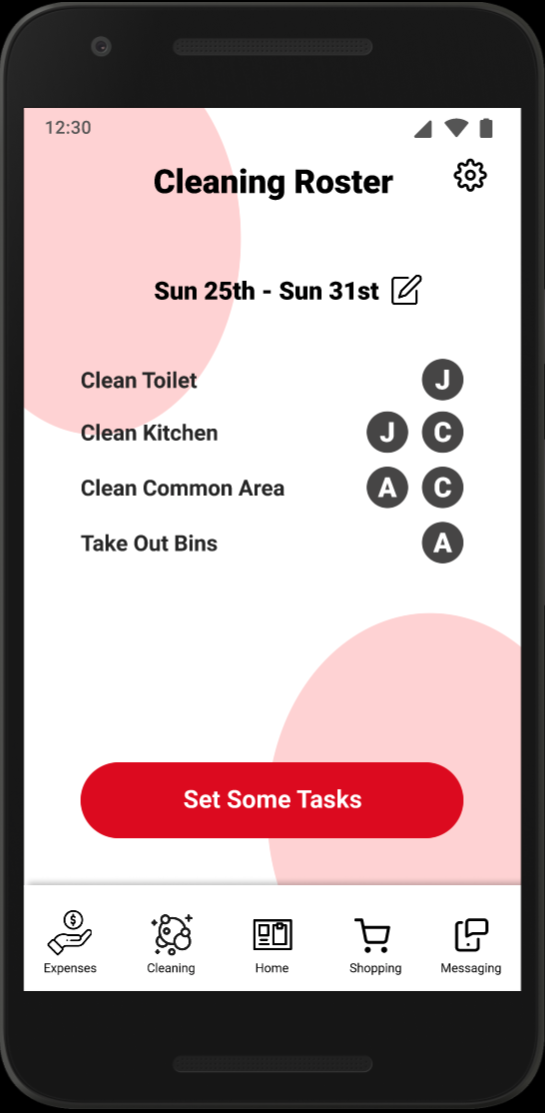 12:30
Cleaning Roster
Sun 25th - Sun 31st
Clean Toilet J
Clean Kitchen J C
Clean Common Area A C
Take Out Bins A
Set Some Tasks
$
Expenses Cleaning Home Shopping Messaging